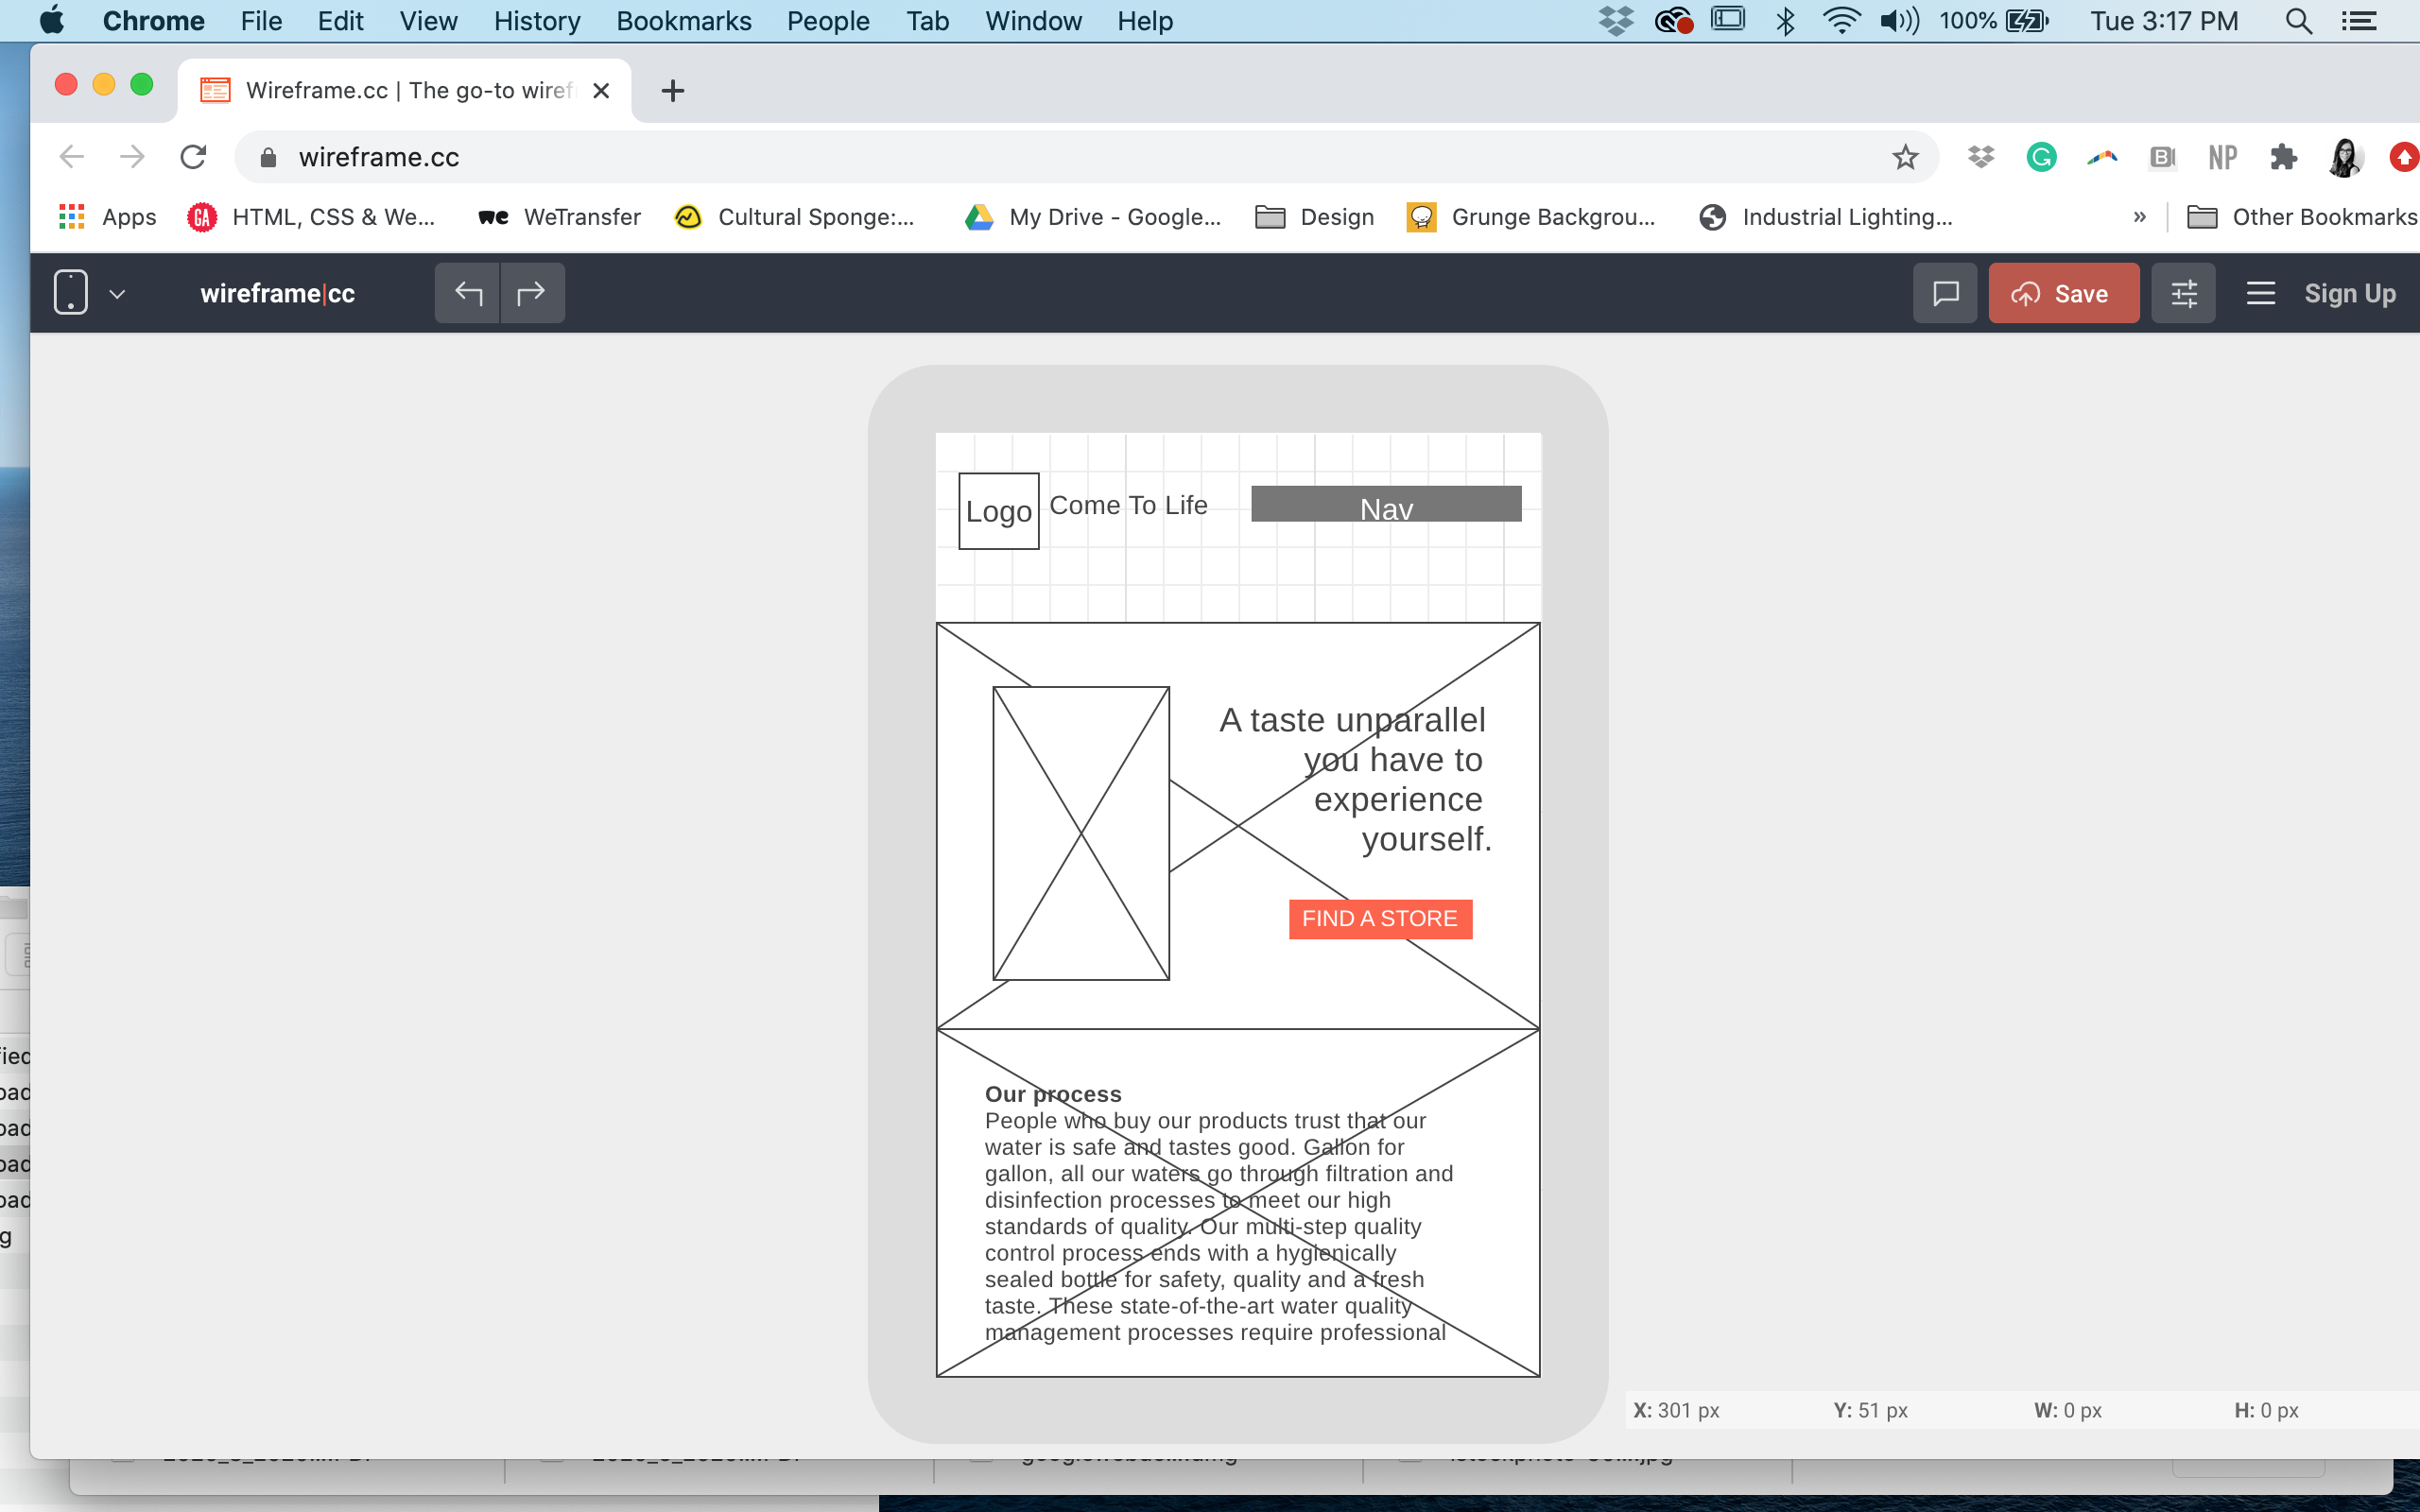 Chrome File Edit View History Bookmarks People Tab Window Help 100% Tue 3:17 PM
Wireframe.cc | The go-to wiref
wireframe.cc
NP
Apps GA HTML, CSS & We... we WeTransfer Cultural Sponge:... My Drive - Google... Design Grunge Backgrou... Industrial Lighting... » Other Bookmarks
wireframe|cc Save Sign Up
Logo Come To Life Nav
A taste unparallel
you have to
experience
yourself.
FIND A STORE
Our process
People who buy our products trust that our
water is safe and tastes good. Gallon for
gallon, all our waters go through filtration and
disinfection processes to meet our high
standards of quality. Our multi-step quality
control process ends with a hygienically
sealed bottle for safety, quality and a fresh
taste. These state-of-the-art water quality
management processes require professional
X: 301 px Y: 51 px W: 0 px H: 0 px